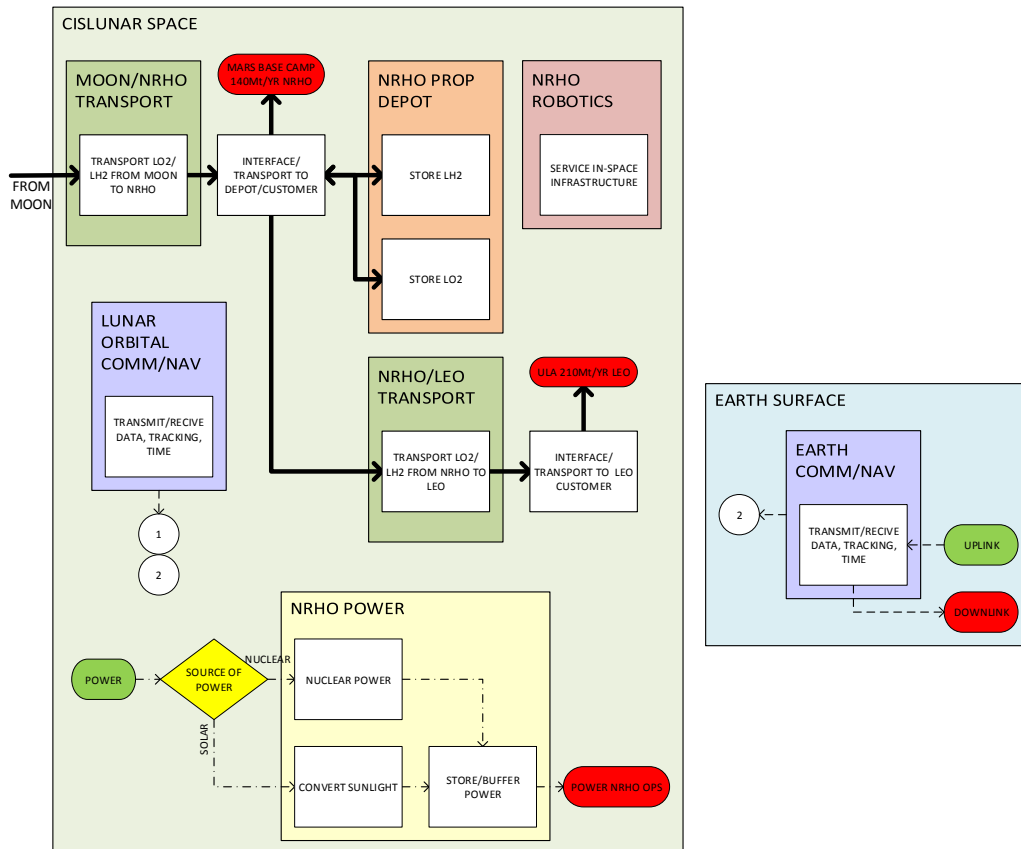 CISLUNAR SPACE
MOON/NRHO
TRANSPORT
TRANSPORT LO2/
LH2 FROM MOON
TO NRHO
FROM
MOON
MARS BASE CAMP
140Mt/YR NRHO
INTERFACE/
TRANSPORT TO
DEPOT/CUSTOMER
NRHO PROP
DEPOT
STORE LH2
STORE LO2
NRHO
ROBOTICS
SERVICE IN-SPACE
INFRASTRUCTURE
LUNAR
ORBITAL
COMM/NAV
TRANSMIT/RECIVE
DATA, TRACKING,
TIME
1
2
NRHO/LEO
TRANSPORT
TRANSPORT LO2/
LH2 FROM NRHO TO
LEO
ULA 210Mt/YR LEO
INTERFACE/
TRANSPORT TO LEO
CUSTOMER
EARTH SURFACE
EARTH
COMM/NAV
2
TRANSMIT/RECIVE
DATA, TRACKING,
TIME
UPLINK
DOWNLINK
NRHO POWER
POWER
SOURCE OF
POWER
NUCLEAR
SOLAR
NUCLEAR POWER
CONVERT SUNLIGHT
STORE/BUFFER
POWER
POWER NRHO OPS